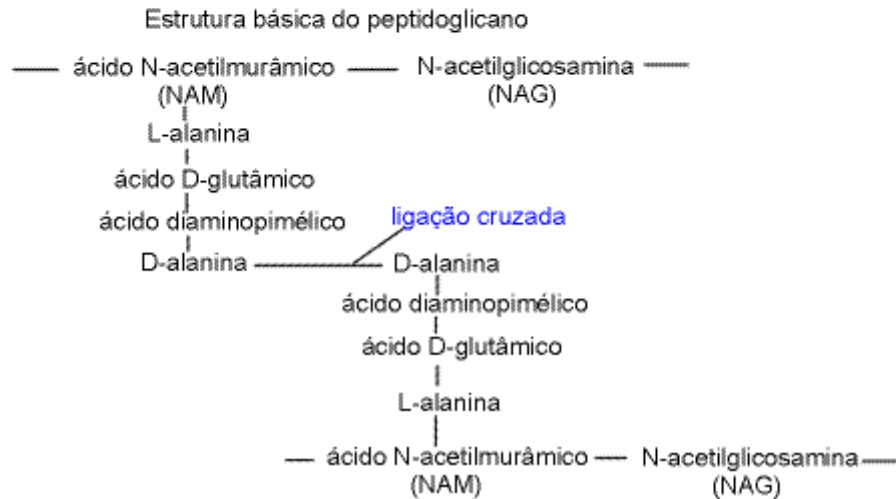 Estrutura básica do peptidoglicano
ácido N-acetilmurâmico N-acetilglicosamina
(NAM) (NAG)
L-alanina
ácido D-glutâmico
ácido diaminopimélico ligação cruzada
D-alanina D-alanina
ácido diaminopimélico
ácido D-glutâmico
L-alanina
ácido N-acetilmurâmico N-acetilglicosamina
(NAM) (NAG)